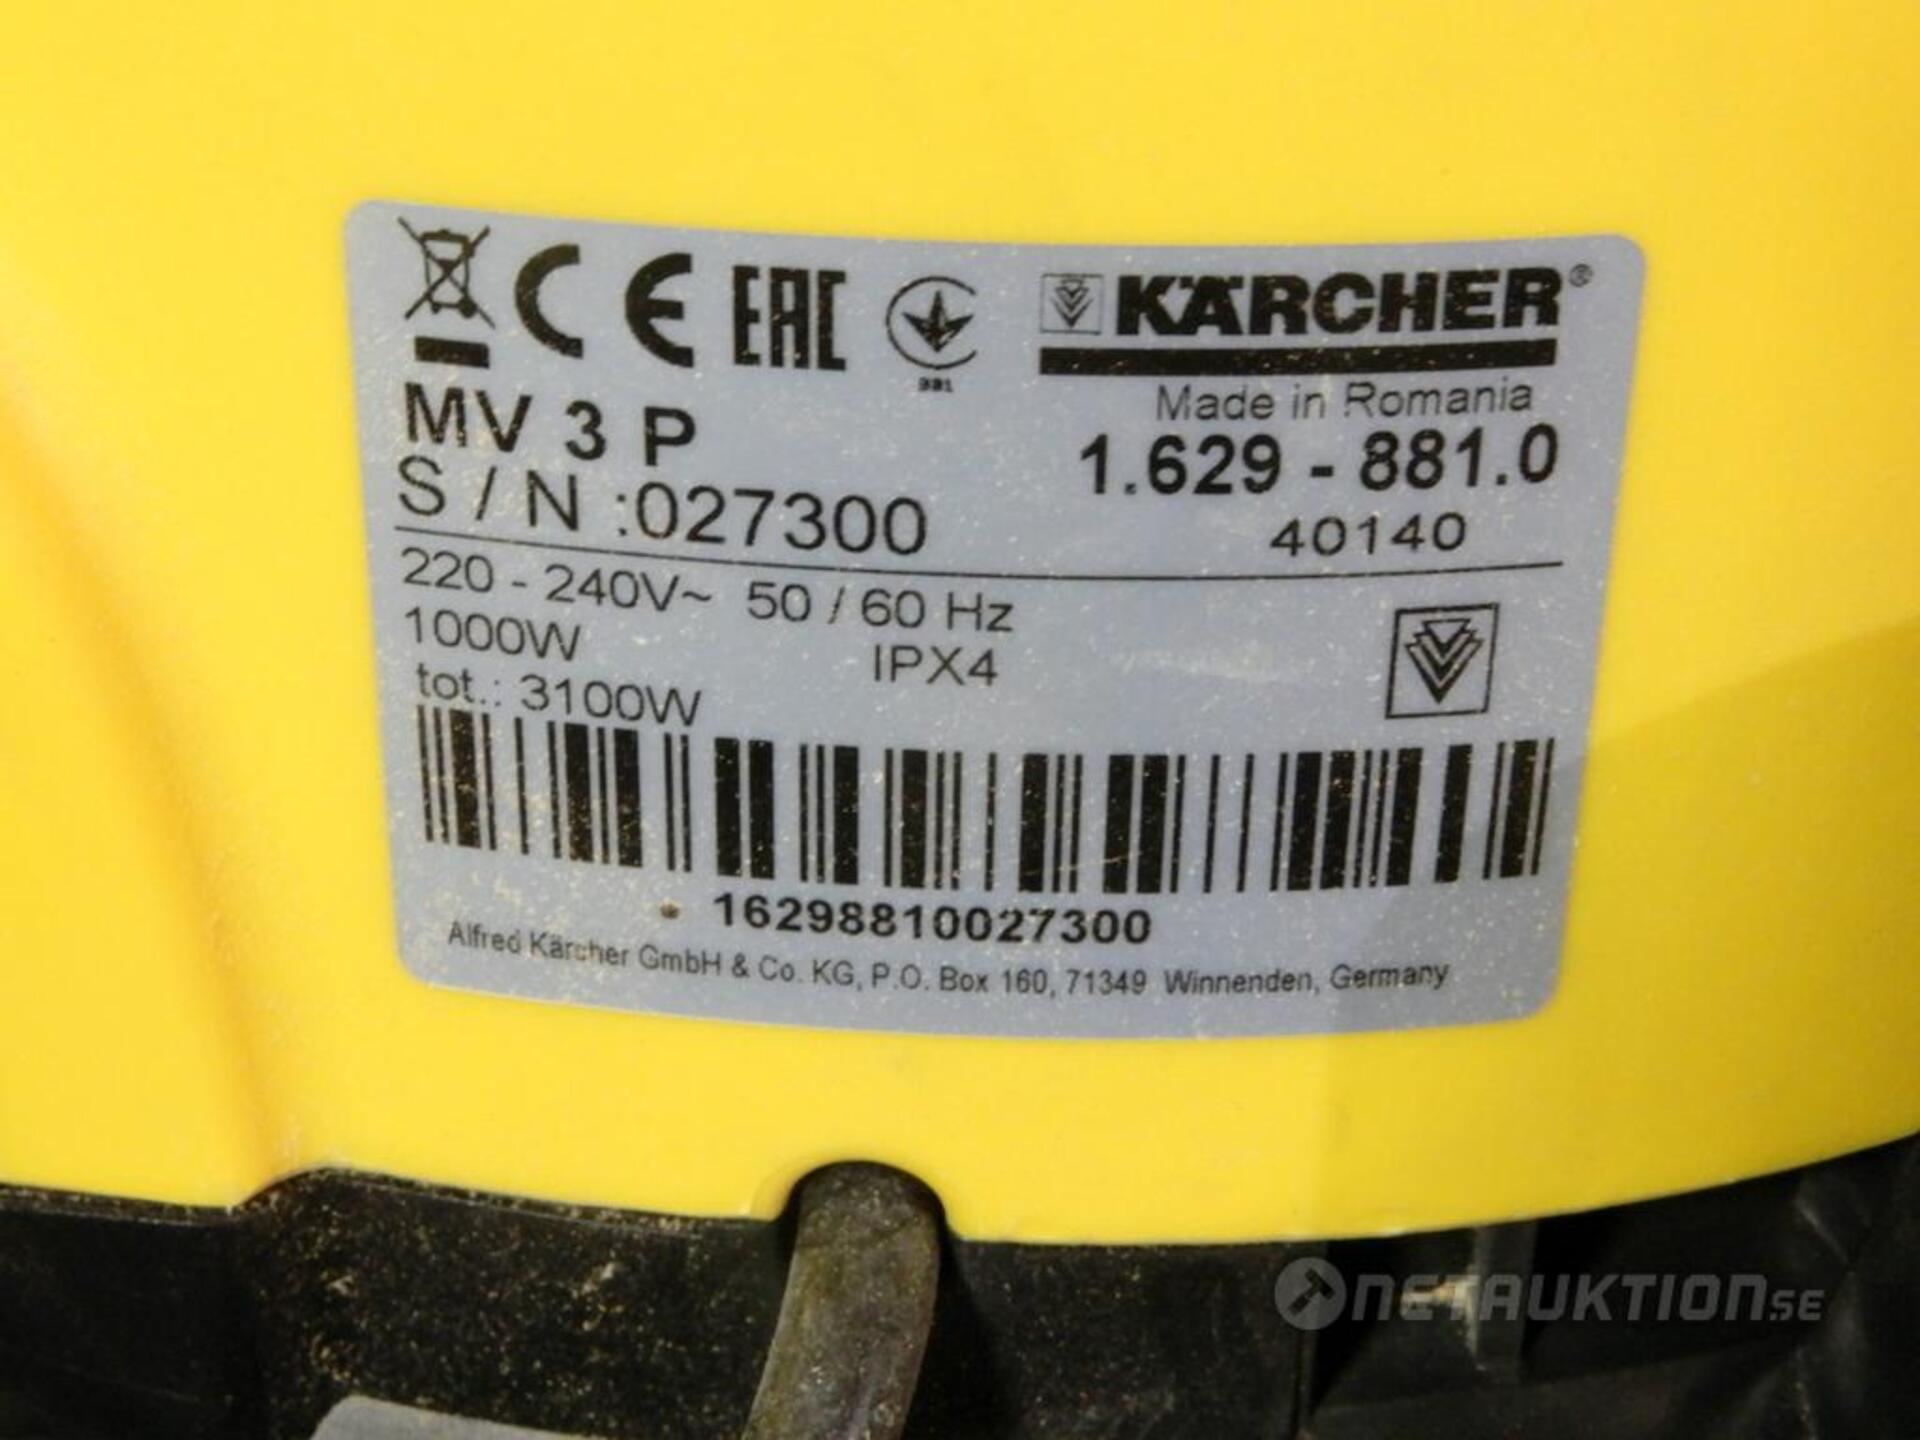 CE EAC
KÄRCHER®
Made in Romania
MV 3 P
1.629 - 881.0
S / N :027300
40140
220 - 240V~ 50 / 60 Hz
1000W
IPX4
tot.: 3100W
16298810027300
Alfred Kärcher GmbH & Co. KG, P.O. Box 160, 71349 Winnenden, Germany
NETAUKTION.SE